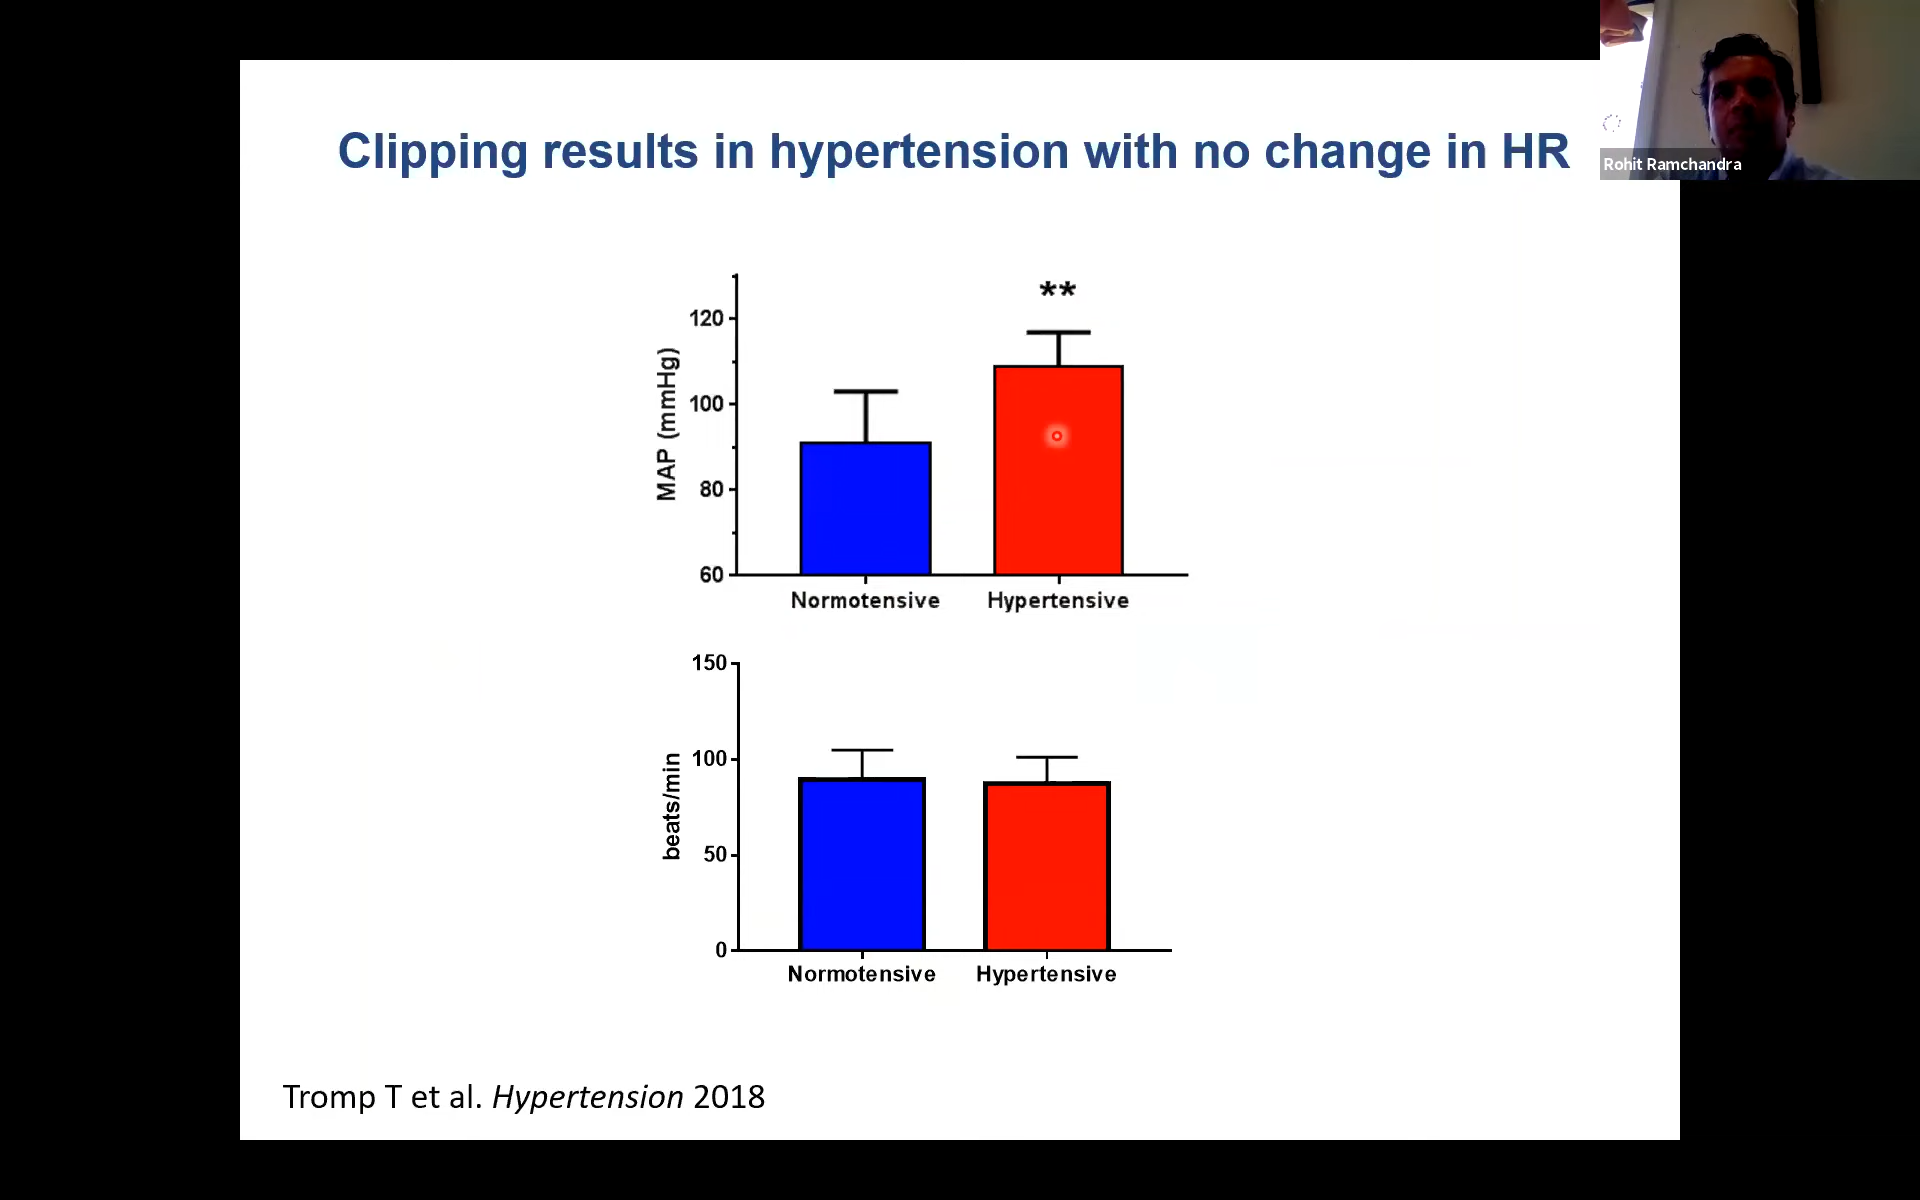 Clipping results in hypertension with no change in HR
Rohit Ramchandra
**
120
100
80
60
MAP (mmHg)
Normotensive Hypertensive
150
100
50
0
beats/min
Normotensive Hypertensive
Tromp T et al. Hypertension 2018